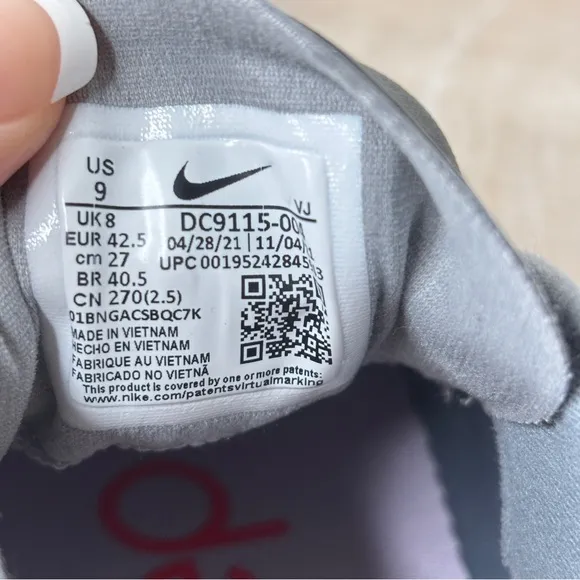 US
9
VJ
UK 8
EUR 42.5
cm 27
BR 40.5
CN 270(2.5)
DC9115-00
04/28/21 | 11/04
UPC 00195242845
01BNGACSBQC7K
MADE IN VIETNAM
HECHO EN VIETNAM
FABRIQUE AU VIETNAM
FABRICADO NO VIETNÃ
This product is covered by one or more patents:
www.nike.com/patentsvirtualmarking